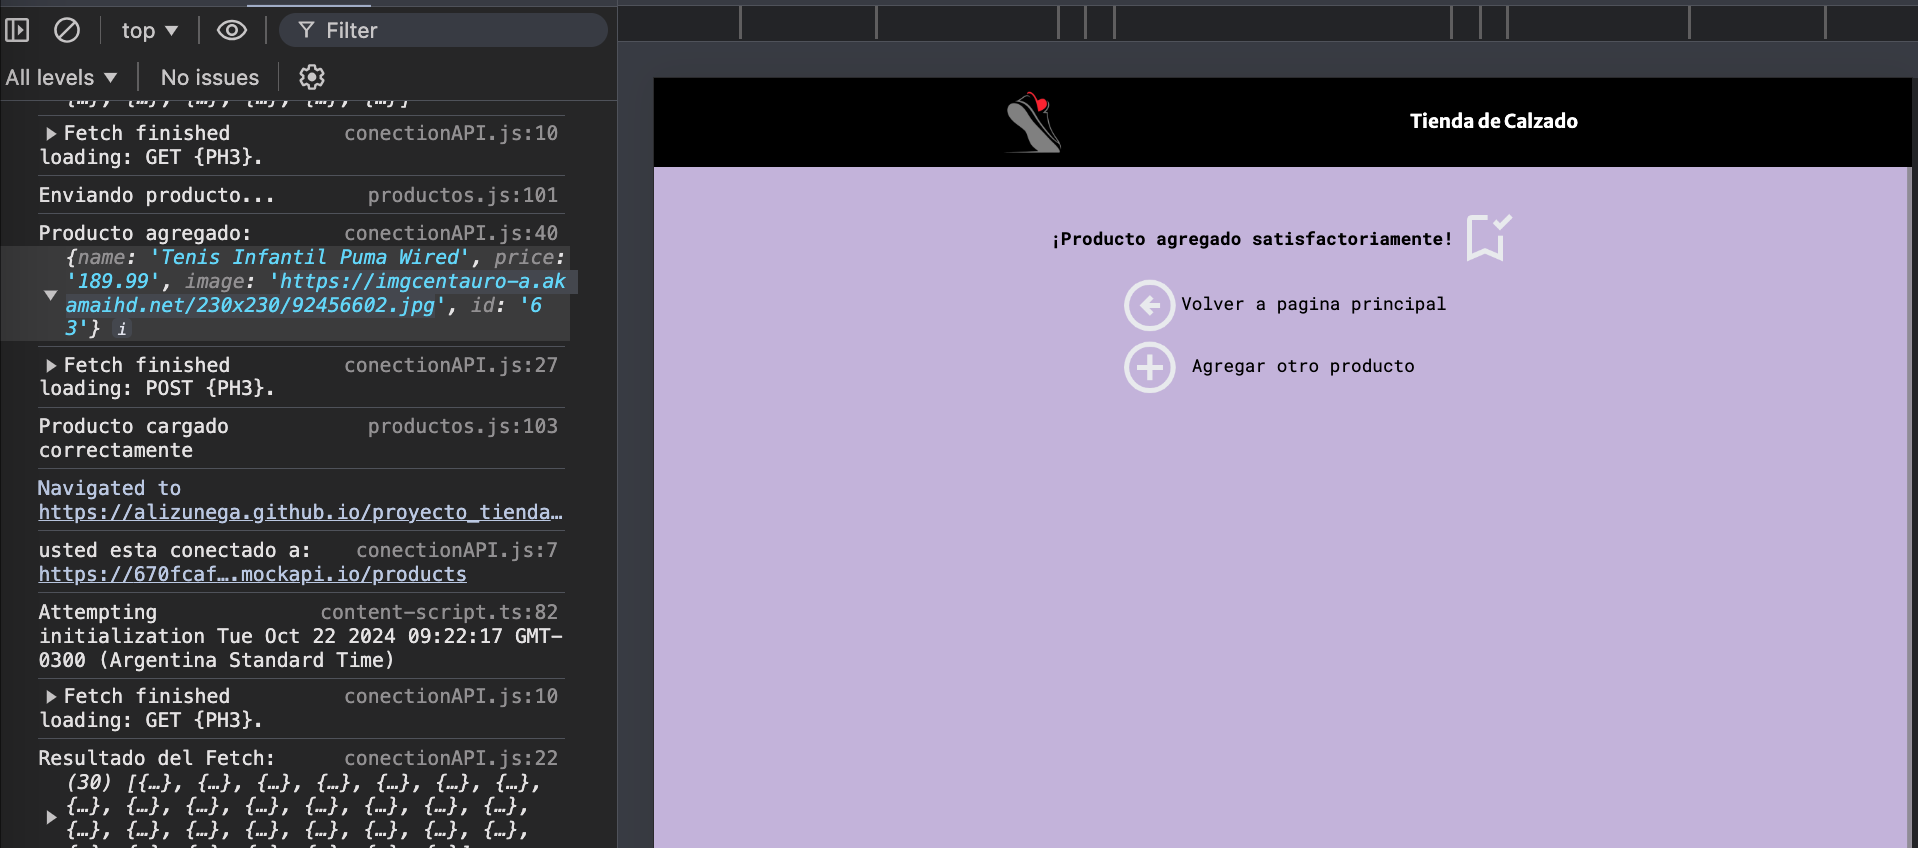 top
Filter
All levels
No issues
{…}, {…}, {…}, {…}, {…}, {…}]
Fetch finished conectionAPI.js:10
loading: GET {PH3}.
Enviando producto... productos.js:101
Producto agregado: conectionAPI.js:40
{name: 'Tenis Infantil Puma Wired', price:
'189.99', image: 'https://imgcentauro-a.ak
amaihd.net/230x230/92456602.jpg', id: '6
3'} i
Fetch finished conectionAPI.js:27
loading: POST {PH3}.
Producto cargado productos.js:103
correctamente
Navigated to
https://alizunega.github.io/proyecto_tienda…
usted esta conectado a: conectionAPI.js:7
https://670fcaf….mockapi.io/products
Attempting content-script.ts:82
initialization Tue Oct 22 2024 09:22:17 GMT-
0300 (Argentina Standard Time)
Fetch finished conectionAPI.js:10
loading: GET {PH3}.
Resultado del Fetch: conectionAPI.js:22
(30) [{…}, {…}, {…}, {…}, {…}, {…}, {…},
{…}, {…}, {…}, {…}, {…}, {…}, {…}, {…},
{…}, {…}, {…}, {…}, {…}, {…}, {…}, {…},
Tienda de Calzado
¡Producto agregado satisfactoriamente!
Volver a pagina principal
Agregar otro producto